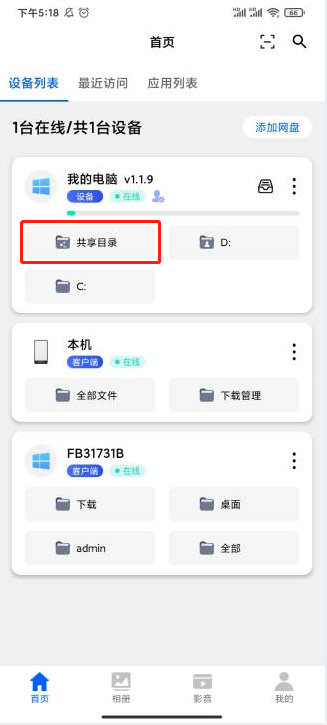 下午5:18
66
首页
设备列表 最近访问 应用列表
1台在线/共1台设备 添加网盘
我的电脑 v1.1.9
设备 在线
共享目录 D:
C:
本机
客户端 在线
全部文件 下载管理
FB31731B
客户端 在线
下载 桌面
admin 全部
首页 相册 影音 我的